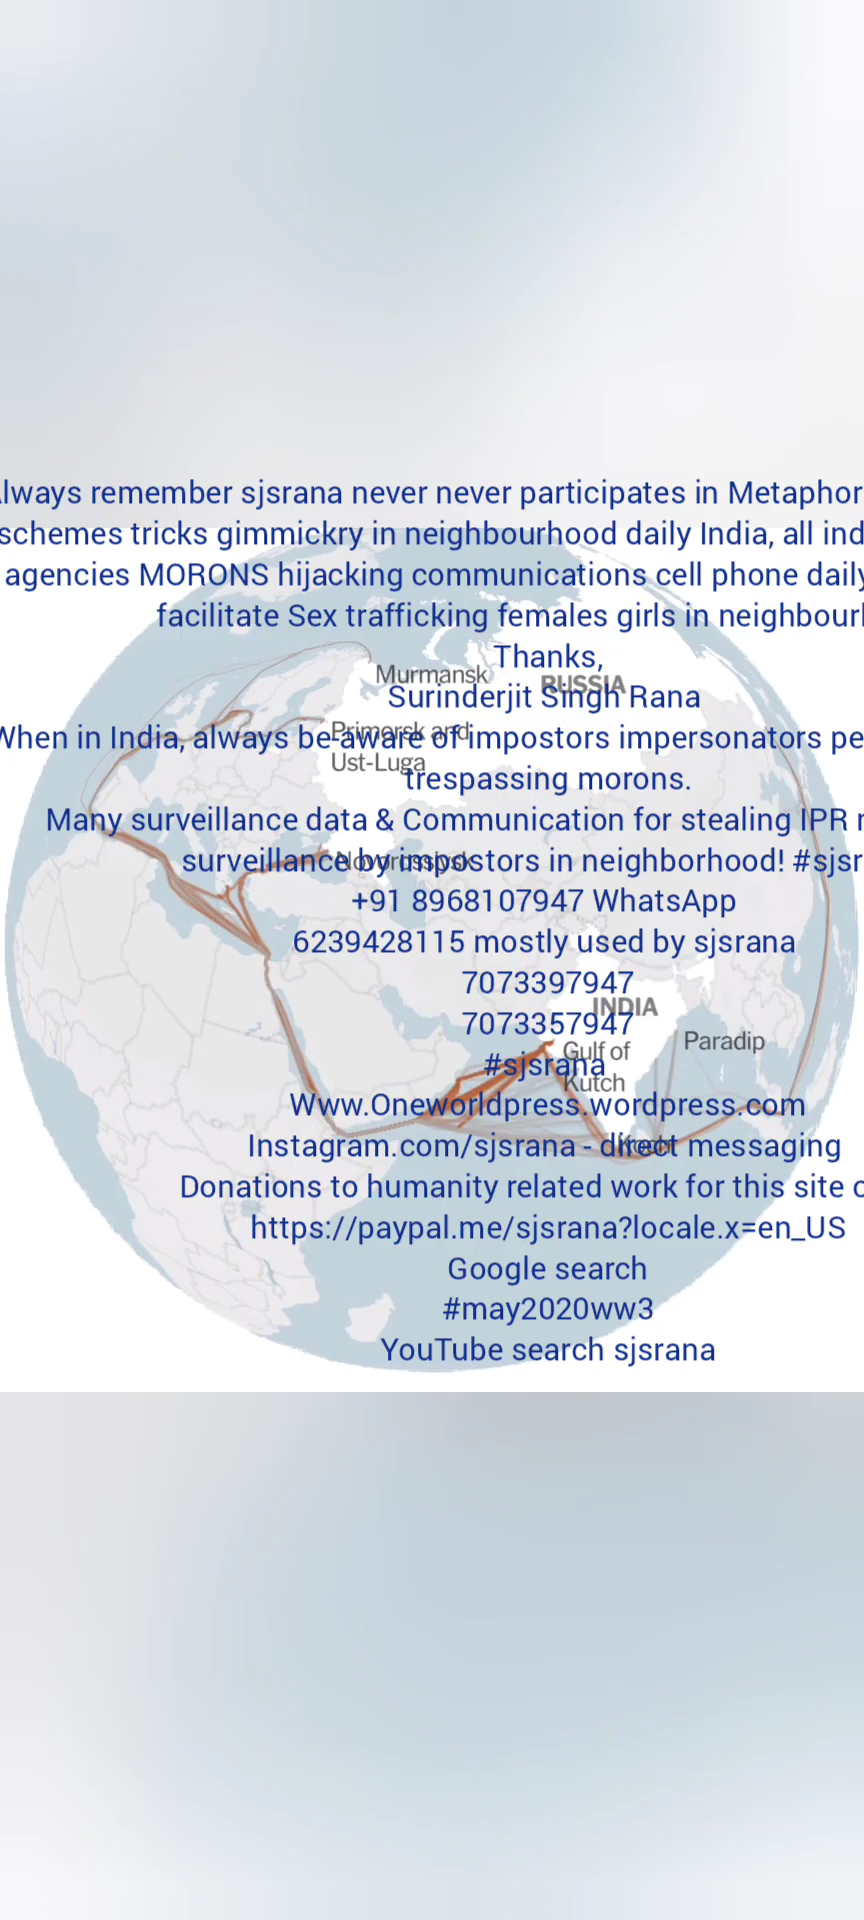 lways remember sjsrana never never participates in Metaphor
schemes tricks gimmickry in neighbourhood daily India, all ind
agencies MORONS hijacking communications cell phone daily
facilitate Sex trafficking females girls in neighbour
Thanks,
Murmansk
RUSSIA
Surinderjit Singh Rana
Primorsk and
When in India, always be-aware of impostors impersonators pe
Ust-Luga
trespassing morons.
Many surveillance data & Communication for stealing IPR
surveillance by impostors in neighborhood! #sjsr
Novorossiysk
+91 8968107947 WhatsApp
6239428115 mostly used by sjsrana
7073397947
INDIA
7073357947
Paradip
Gulf of
#sjsrana
Kutch
Www.Oneworldpress.wordpress.com
Instagram.com/sjsrana - direct messaging
Donations to humanity related work for this site
https://paypal.me/sjsrana?locale.x=en_US
Google search
#may2020ww3
YouTube search sjsrana